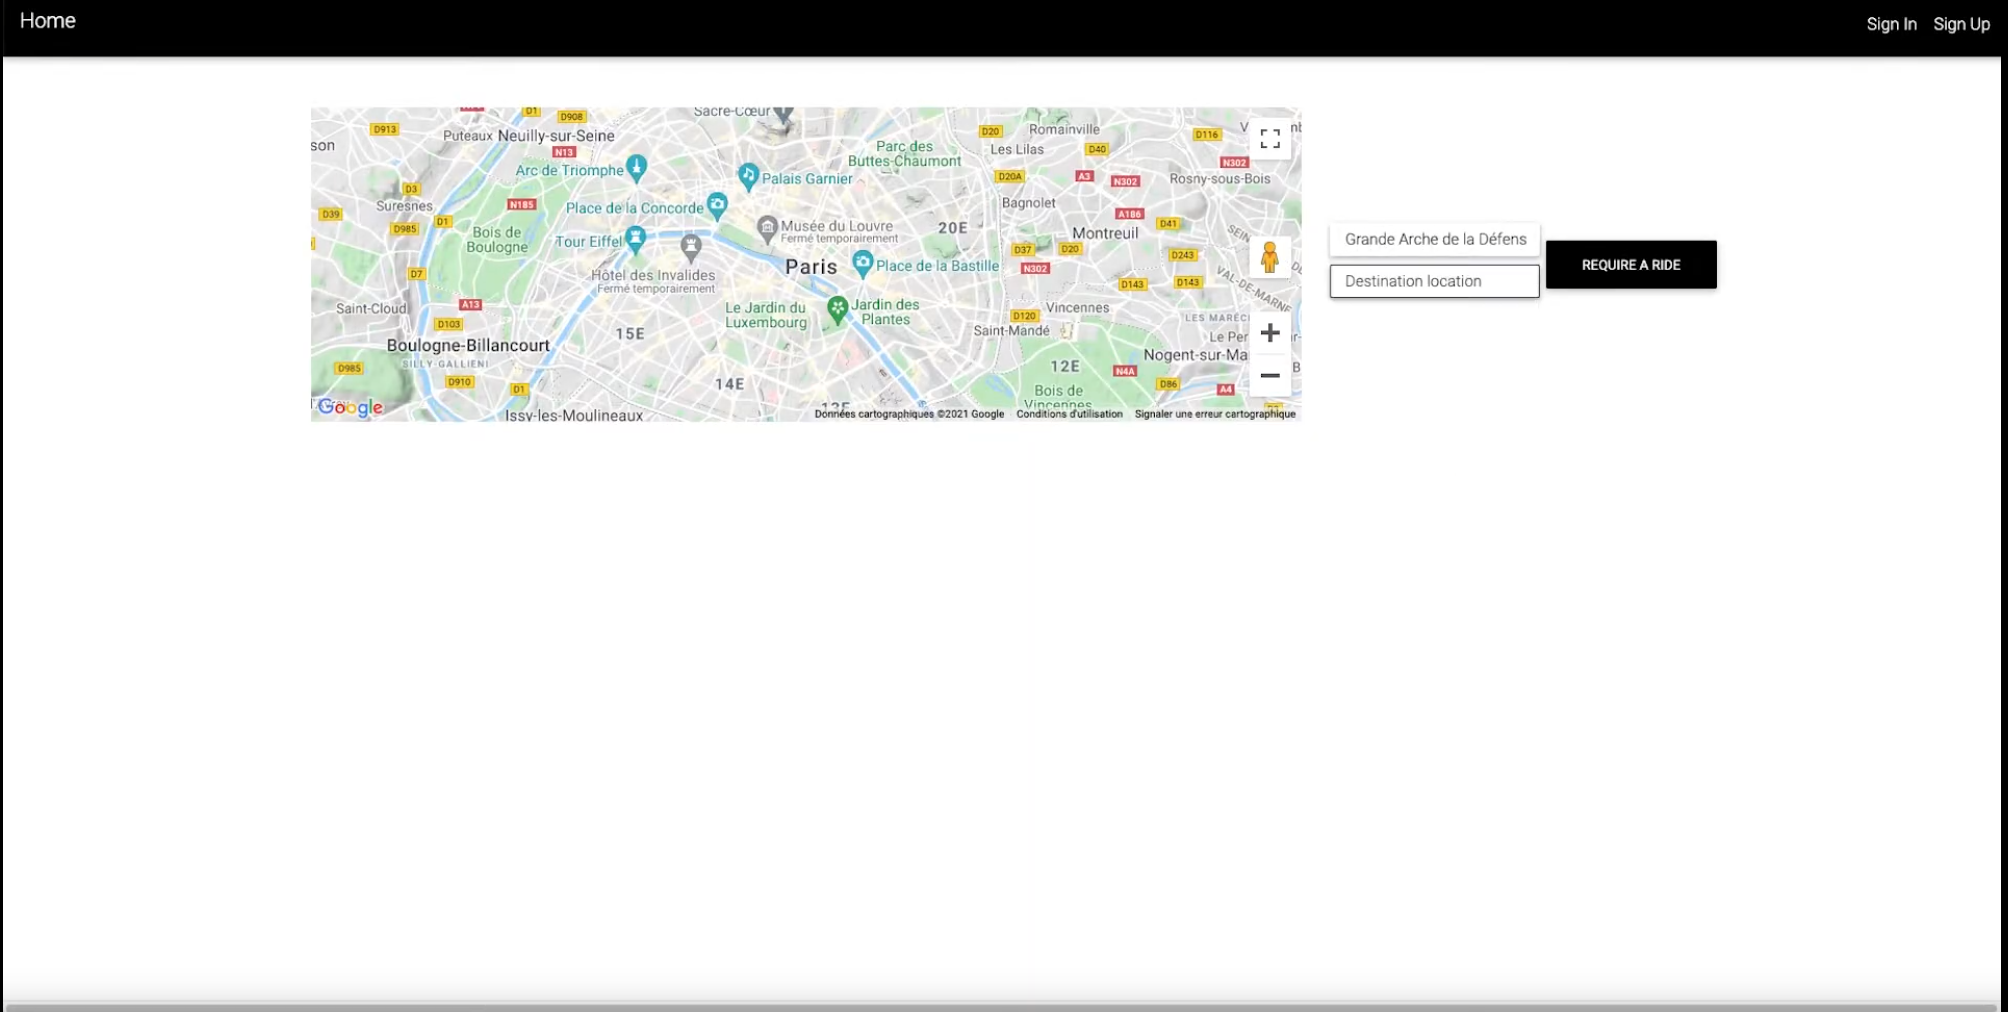 Home
Sign In
Sign Up
Sacré-Cœur
D1
D908
D913
Puteaux
Neuilly-sur-Seine
son
N13
Arc de Triomphe
Palais Garnier
Parc des
Buttes-Chaumont
D20
Romainville
Les Lilas
D40
D116
D20A
A3
N302
N302
Rosny-sous-Bois
D3
Suresnes
N185
Place de la Concorde
Bagnolet
A186
D39
D985
D1
Bois de
Boulogne
Tour Eiffel
Musée du Louvre
Fermé temporairement
20E
Montreuil
D41
D37
D20
D243
Hôtel des Invalides
Fermé temporairement
Paris
Place de la Bastille
N302
D7
D143
D143
VAL-DE-MARNE
Saint-Cloud
A13
D103
Le Jardin du
Luxembourg
Jardin des
Plantes
Vincennes
D120
Saint-Mandé
15E
Boulogne-Billancourt
SILLY-GALLIENI
Nogent-sur-Ma
12E
N4A
D985
D910
D1
14E
D86
A4
Bois de
Vincennes
Issy-les-Moulineaux
Google
Données cartographiques ©2021 Google
Conditions d'utilisation
Signaler une erreur cartographique
Grande Arche de la Défens
Destination location
REQUIRE A RIDE